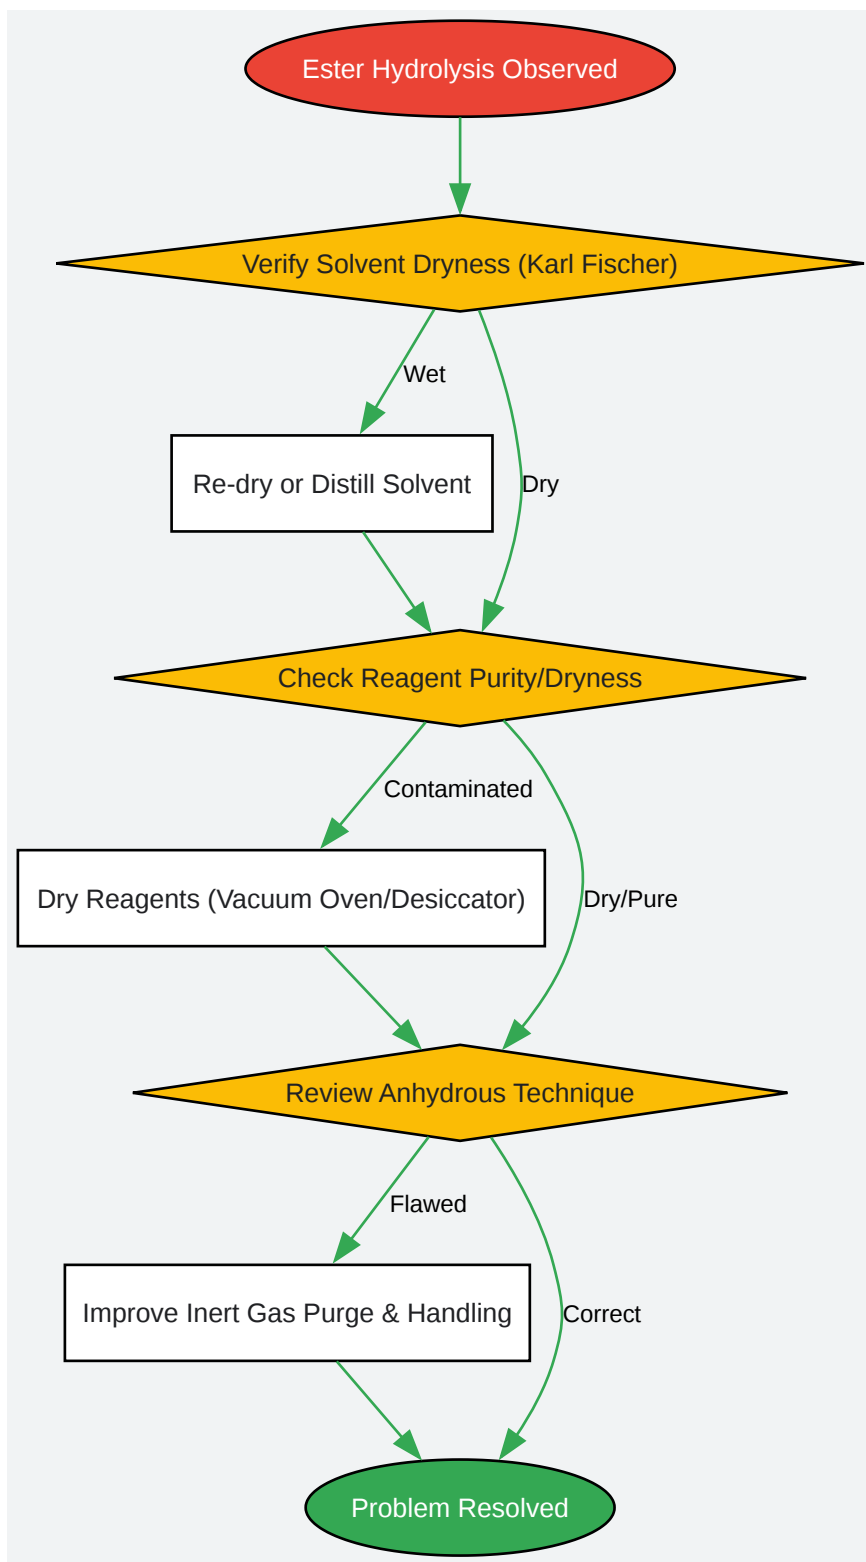 Ester Hydrolysis Observed
Verify Solvent Dryness (Karl Fischer)
Wet
Re-dry or Distill Solvent
Dry
Check Reagent Purity/Dryness
Contaminated
Dry Reagents (Vacuum Oven/Desiccator)
Dry/Pure
Review Anhydrous Technique
Flawed
Improve Inert Gas Purge & Handling
Correct
Problem Resolved